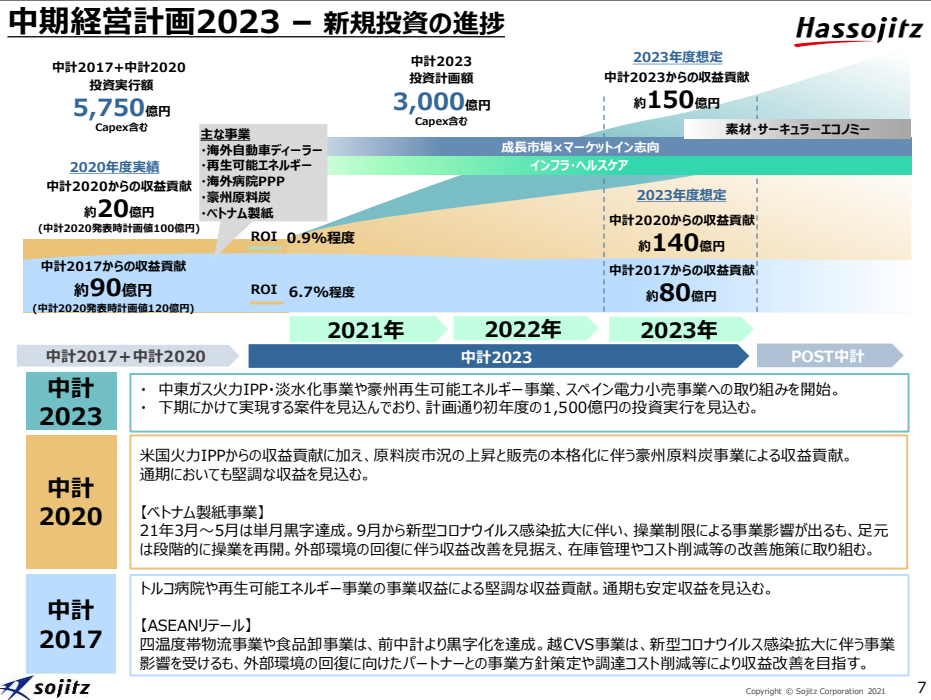 中期経営計画2023 – 新規投資の進捗
Hassojitz
中計2017+中計2020
投資実行額
5,750億円
Capex含む
中計2023
投資計画額
3,000億円
Capex含む
2023年度想定
中計2023からの収益貢献
約150億円
素材・サーキュラーエコノミー
成長市場×マーケットイン志向
インフラ・ヘルスケア
主な事業
・海外自動車ディーラー
・再生可能エネルギー
・海外病院PPP
・豪州原料炭
・ベトナム製紙
2020年度実績
中計2020からの収益貢献
約20億円
(中計2020発表時計画値100億円)
ROI 0.9%程度
2023年度想定
中計2020からの収益貢献
約140億円
中計2017からの収益貢献
約90億円
(中計2020発表時計画値120億円)
ROI 6.7%程度
中計2017からの収益貢献
約80億円
2021年 2022年 2023年
中計2017+中計2020 中計2023 POST中計
中計
2023
・ 中東ガス火力IPP・淡水化事業や豪州再生可能エネルギー事業、スペイン電力小売事業への取り組みを開始。
・ 下期にかけて実現する案件を見込んでおり、計画通り初年度の1,500億円の投資実行を見込む。
中計
2020
米国火力IPPからの収益貢献に加え、原料炭市況の上昇と販売の本格化に伴う豪州原料炭事業による収益貢献。
通期においても堅調な収益を見込む。
【ベトナム製紙事業】
21年3月~5月は単月黒字達成。9月から新型コロナウイルス感染拡大に伴い、操業制限による事業影響が出るも、足元
は段階的に操業を再開。外部環境の回復に伴う収益改善を見据え、在庫管理やコスト削減等の改善施策に取り組む。
中計
2017
トルコ病院や再生可能エネルギー事業の事業収益による堅調な収益貢献。通期も安定収益を見込む。
【ASEANリテール】
四温度帯物流事業や食品卸事業は、前中計より黒字化を達成。越CVS事業は、新型コロナウイルス感染拡大に伴う事業
影響を受けるも、外部環境の回復に向けたパートナーとの事業方針策定や調達コスト削減等により収益改善を目指す。
sojitz
Copyright © Sojitz Corporation 2021 7